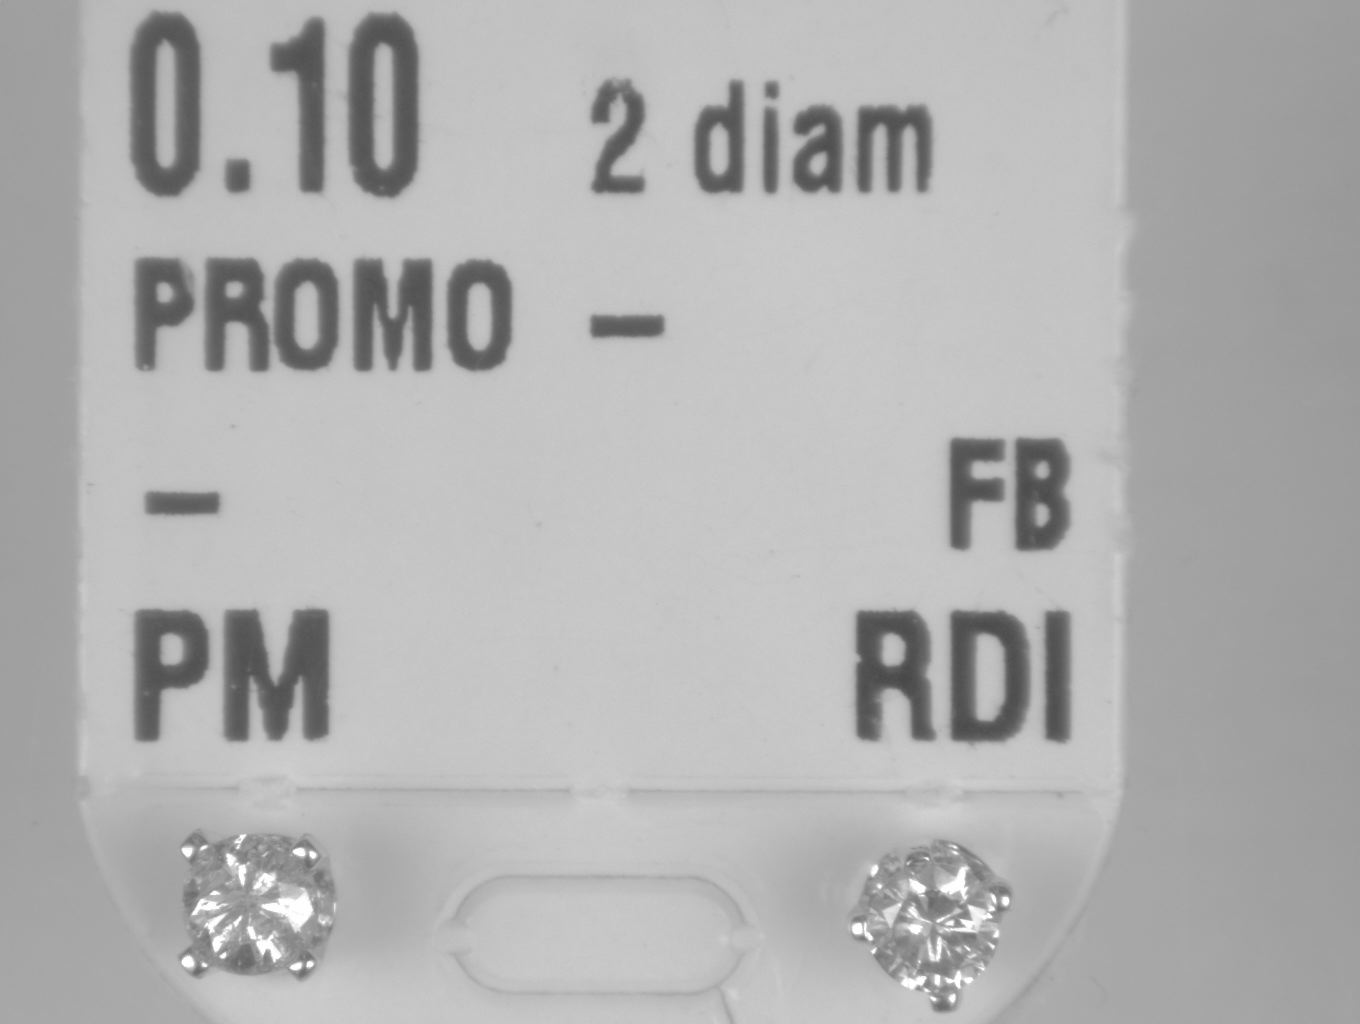 0.10 2 diam
PROMO -
- FB
PM RDI